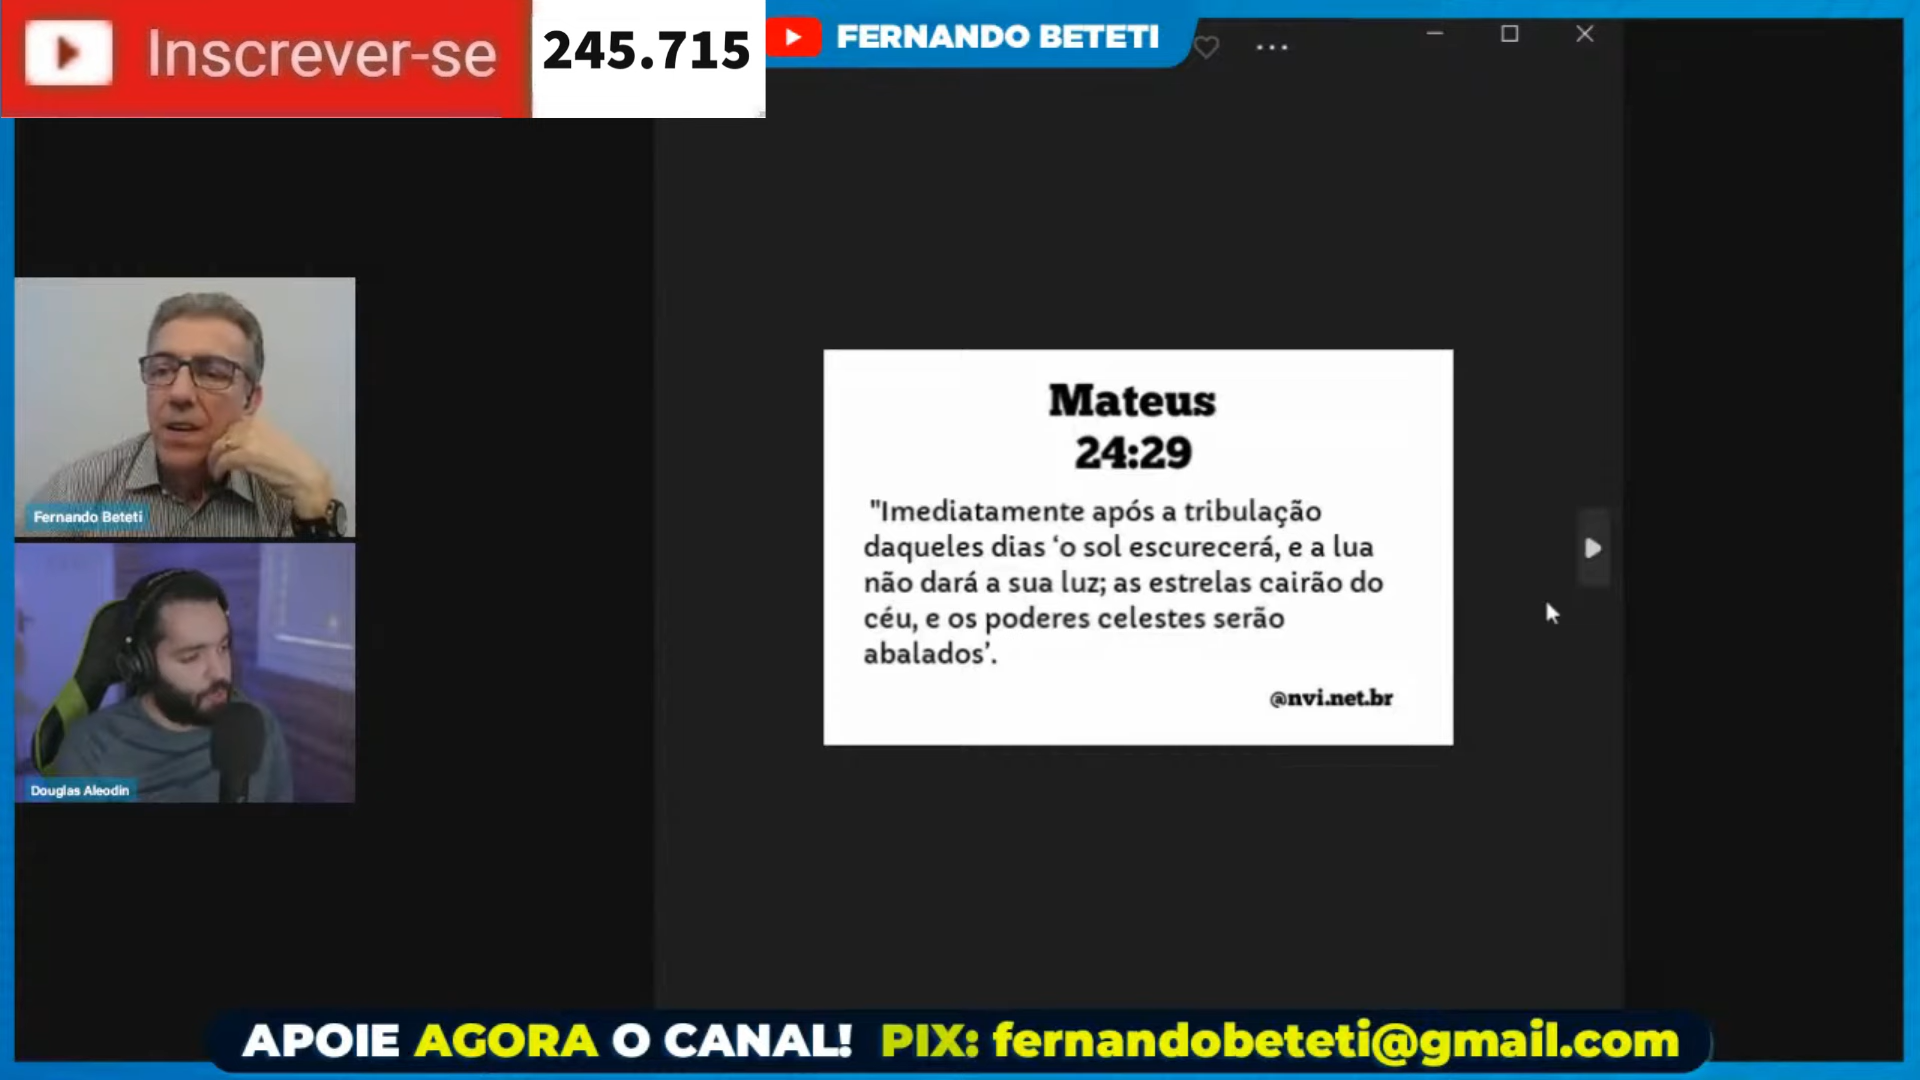 Inscrever-se
245.715
FERNANDO BETETI
Fernando Beteti
Douglas Aleodin
Mateus
24:29
"Imediatamente após a tribulação
daqueles dias ‘o sol escurecerá, e a lua
não dará a sua luz; as estrelas cairão do
céu, e os poderes celestes serão
abalados’.
@nvi.net.br
APOIE AGORA O CANAL! PIX: fernandobeteti@gmail.com